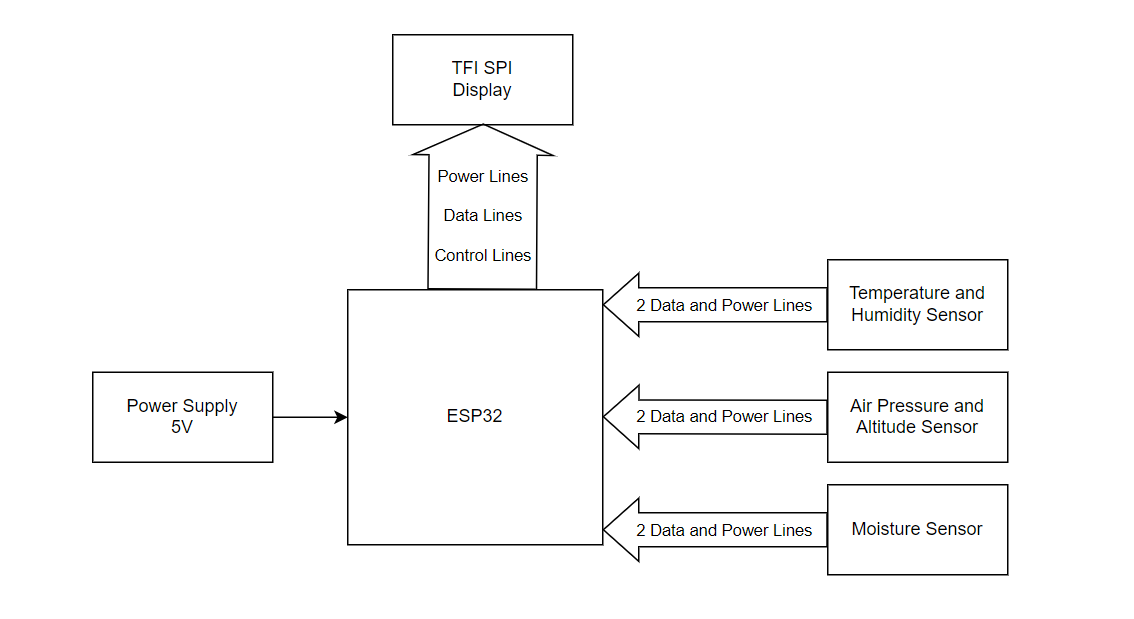 TFI SPI
Display
Power Lines
Data Lines
Control Lines
2 Data and Power Lines
Temperature and
Humidity Sensor
Power Supply
5V
ESP32
2 Data and Power Lines
Air Pressure and
Altitude Sensor
2 Data and Power Lines
Moisture Sensor